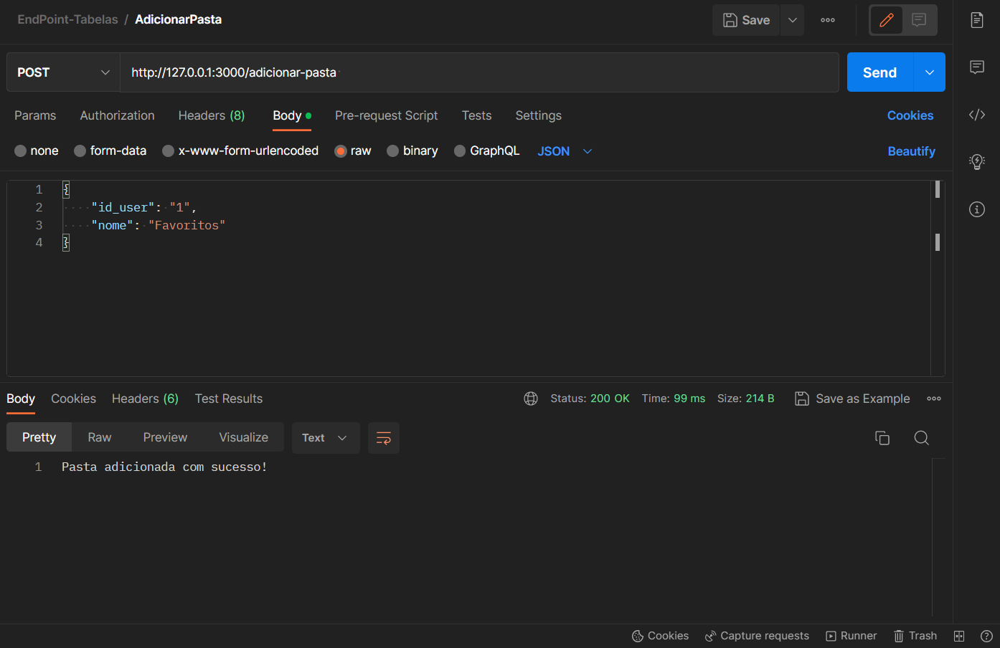 EndPoint-Tabelas / AdicionarPasta
Save
POST http://127.0.0.1:3000/adicionar-pasta Send
Params Authorization Headers (8) Body Pre-request Script Tests Settings Cookies
none form-data x-www-form-urlencoded raw binary GraphQL JSON Beautify
1 {
2 "id_user": "1",
3 "nome": "Favoritos"
4 }
Body Cookies Headers (6) Test Results Status: 200 OK Time: 99 ms Size: 214 B Save as Example
Pretty Raw Preview Visualize Text
1 Pasta adicionada com sucesso!
Cookies Capture requests Runner Trash